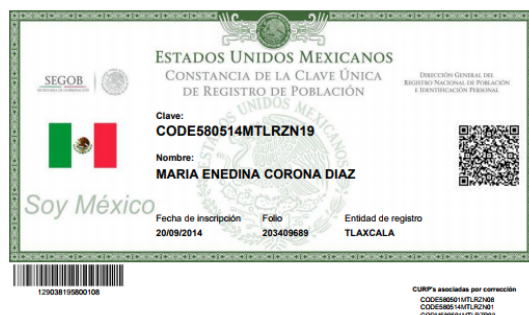 ESTADOS UNIDOS MEXICANOS
CONSTANCIA DE LA CLAVE ÚNICA
DE REGISTRO DE POBLACIÓN
SEGOB
DIRECCIÓN GENERAL DEL
REGISTRO NACIONAL DE POBLACIÓN
E IDENTIFICACIÓN PERSONAL
Clave:
CODE580514MTLRZN19
Nombre:
MARIA ENEDINA CORONA DIAZ
Soy México
Fecha de inscripción Folio Entidad de registro
20/09/2014 203409689 TLAXCALA
129038195800108
CURP's asociadas por corrección
CODE580501MTLRZN08
CODE580514MTLRZN01